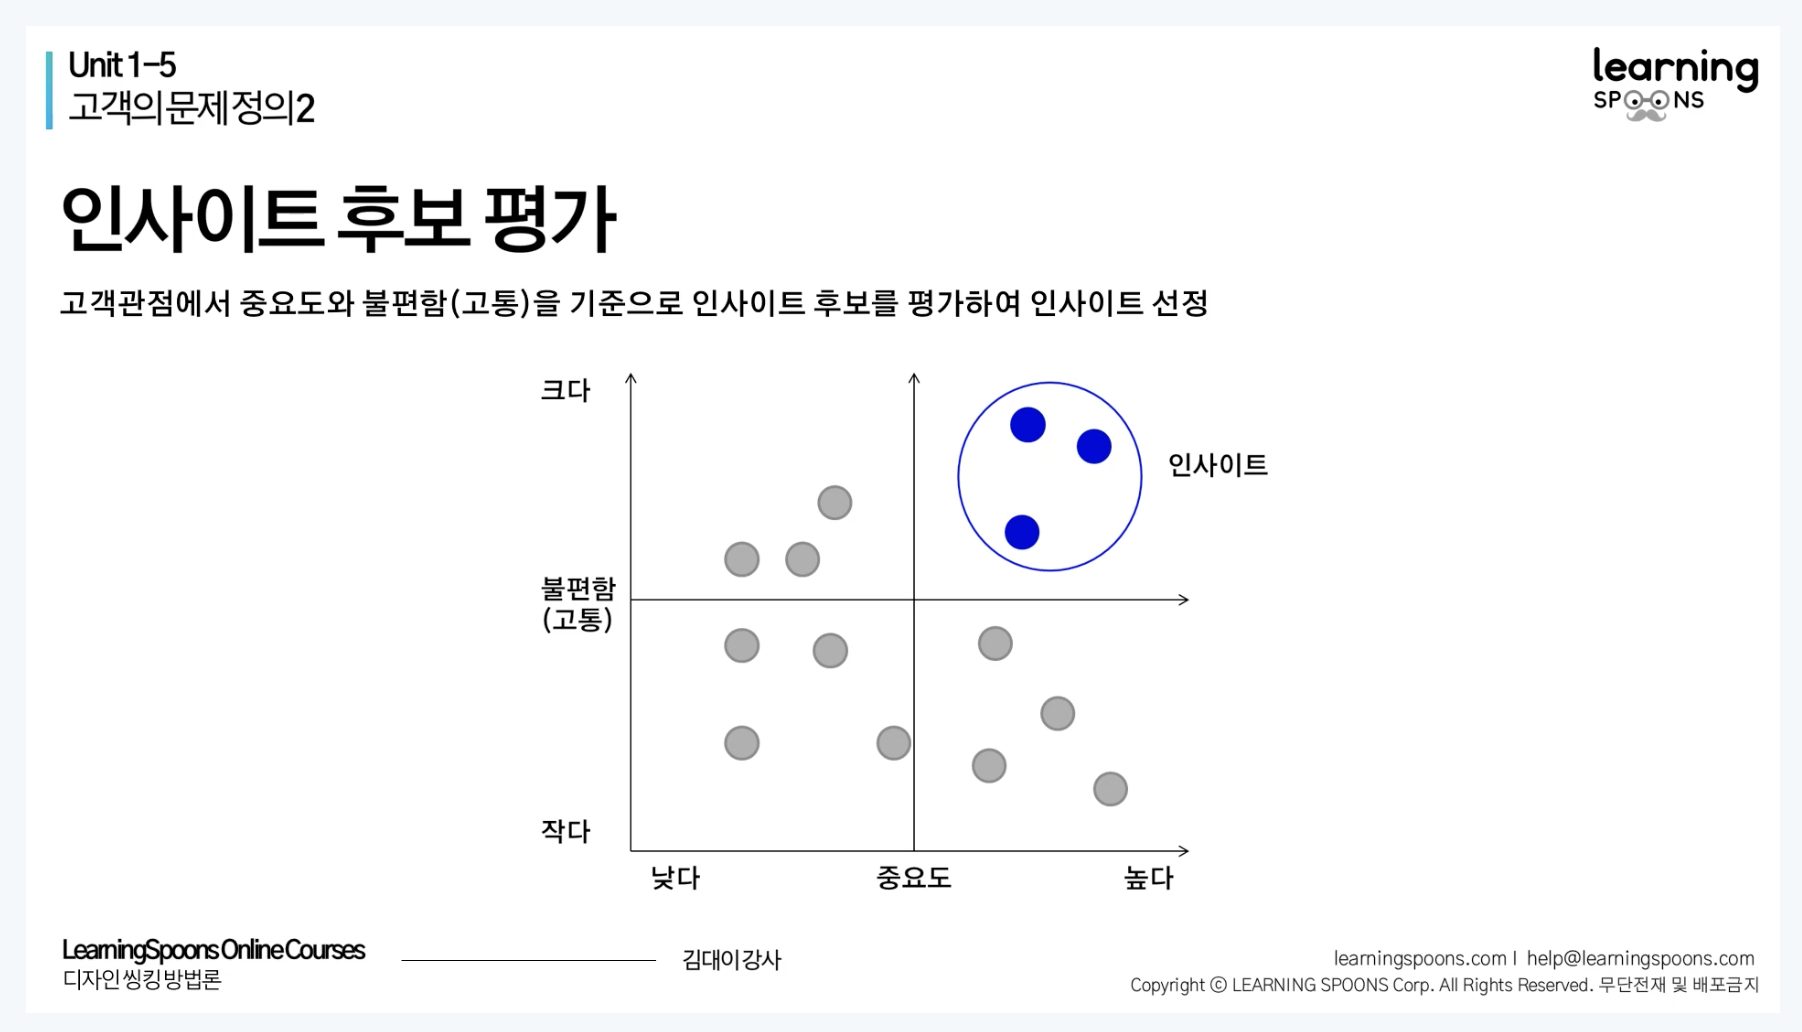 Unit 1-5
고객의 문제 정의2
learning
SPOONS
인사이트 후보 평가
고객관점에서 중요도와 불편함(고통)을 기준으로 인사이트 후보를 평가하여 인사이트 선정
크다
인사이트
불편함
(고통)
작다
낮다
중요도
높다
LearningSpoons Online Courses
디자인 씽킹 방법론
김대이 강사
learningspoons.com I help@learningspoons.com
Copyright ⓒ LEARNING SPOONS Corp. All Rights Reserved. 무단전재 및 배포금지